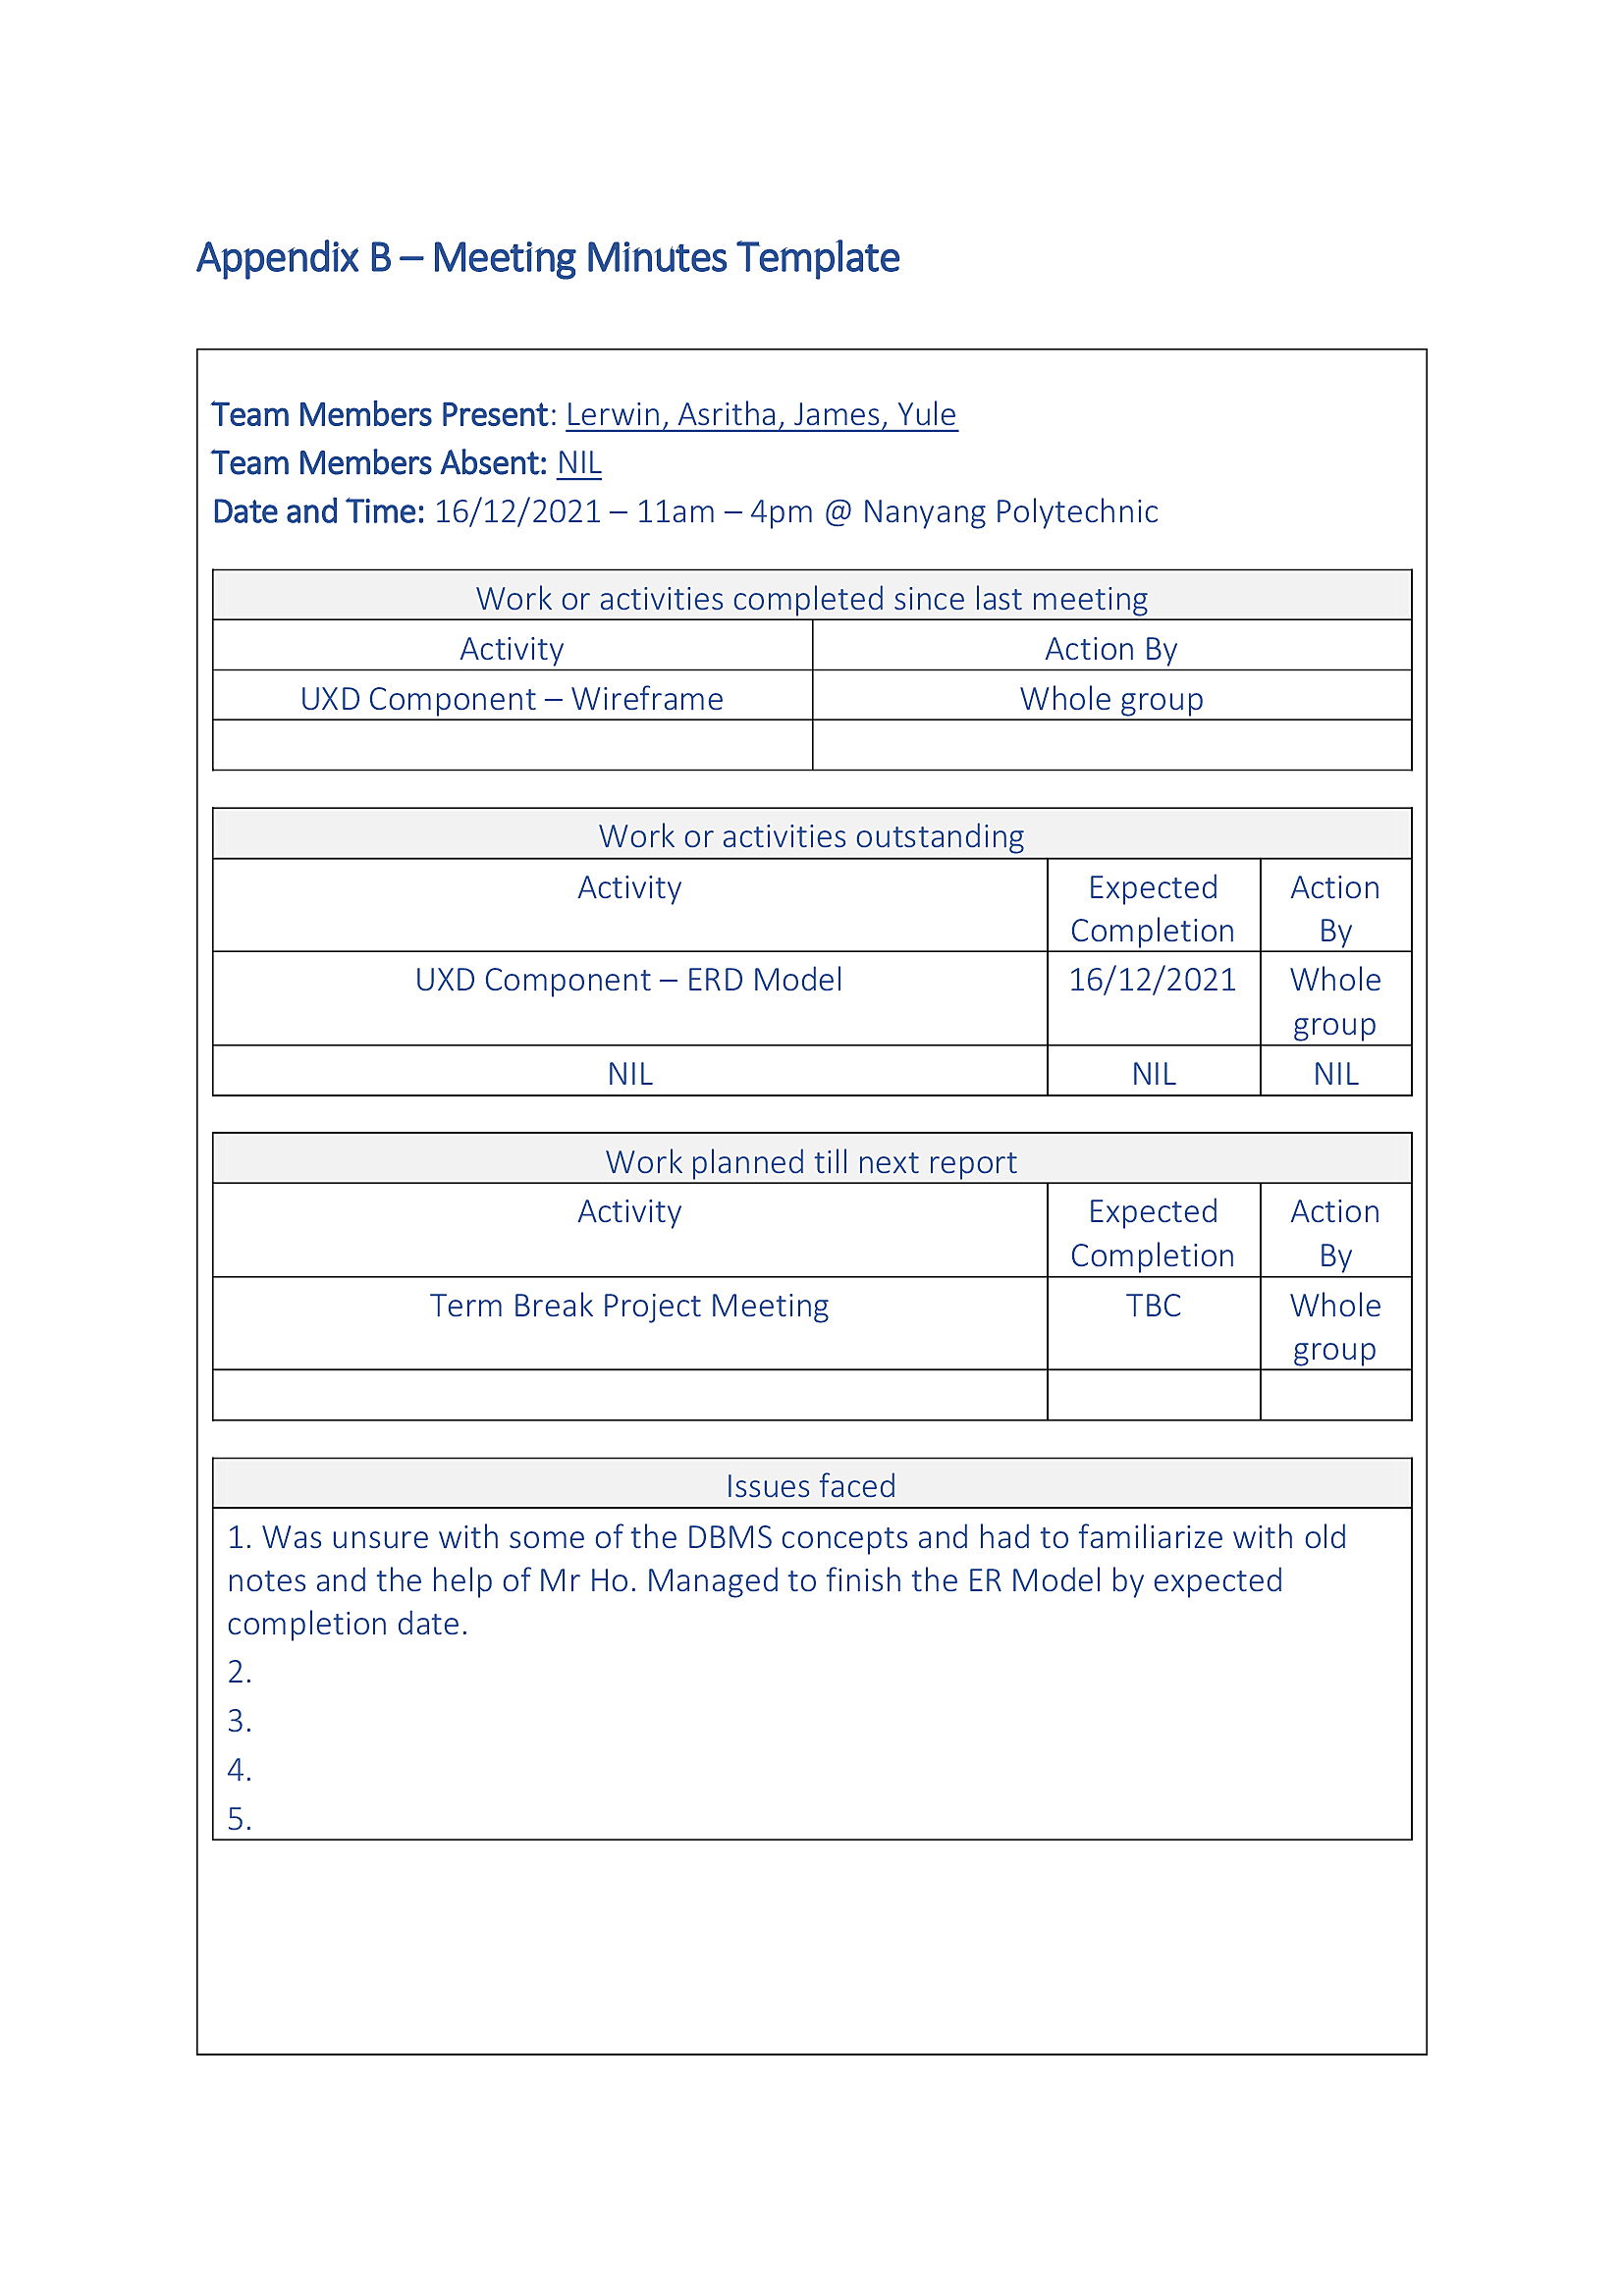 Appendix B – Meeting Minutes Template
Team Members Present: Lerwin, Asritha, James, Yule
Team Members Absent: NIL
Date and Time: 16/12/2021 – 11am – 4pm @ Nanyang Polytechnic
Work or activities completed since last meeting
Activity Action By
UXD Component – Wireframe Whole group
Work or activities outstanding
Activity Expected Action
Completion By
UXD Component – ERD Model 16/12/2021 Whole
group
NIL NIL NIL
Work planned till next report
Activity Expected Action
Completion By
Term Break Project Meeting TBC Whole
group
Issues faced
1. Was unsure with some of the DBMS concepts and had to familiarize with old
notes and the help of Mr Ho. Managed to finish the ER Model by expected
completion date.
2.
3.
4.
5.